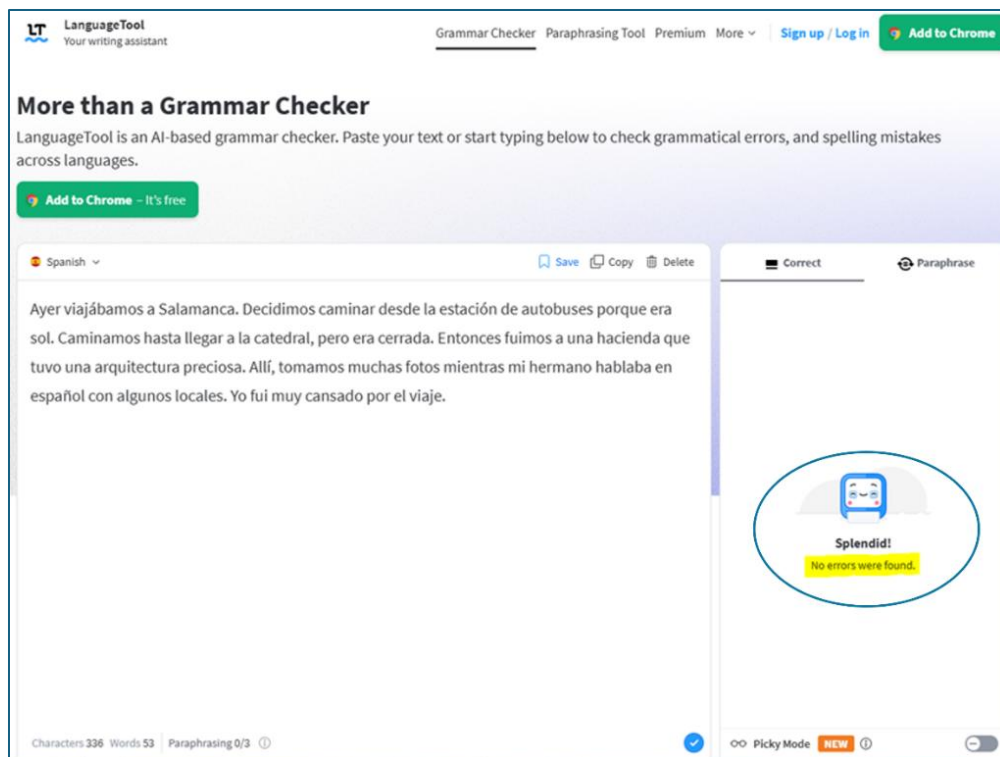 LT LanguageTool
Your writing assistant
Grammar Checker Paraphrasing Tool Premium More Sign up / Log in Add to Chrome
More than a Grammar Checker
LanguageTool is an AI-based grammar checker. Paste your text or start typing below to check grammatical errors, and spelling mistakes
across languages.
Add to Chrome – It's free
Spanish Save Copy Delete
Ayer viajábamos a Salamanca. Decidimos caminar desde la estación de autobuses porque era
sol. Caminamos hasta llegar a la catedral, pero era cerrada. Entonces fuimos a una hacienda que
tuvo una arquitectura preciosa. Allí, tomamos muchas fotos mientras mi hermano hablaba en
español con algunos locales. Yo fui muy cansado por el viaje.
Characters 336 Words 53 Paraphrasing 0/3
Correct Paraphrase
Splendid!
No errors were found.
Picky Mode NEW